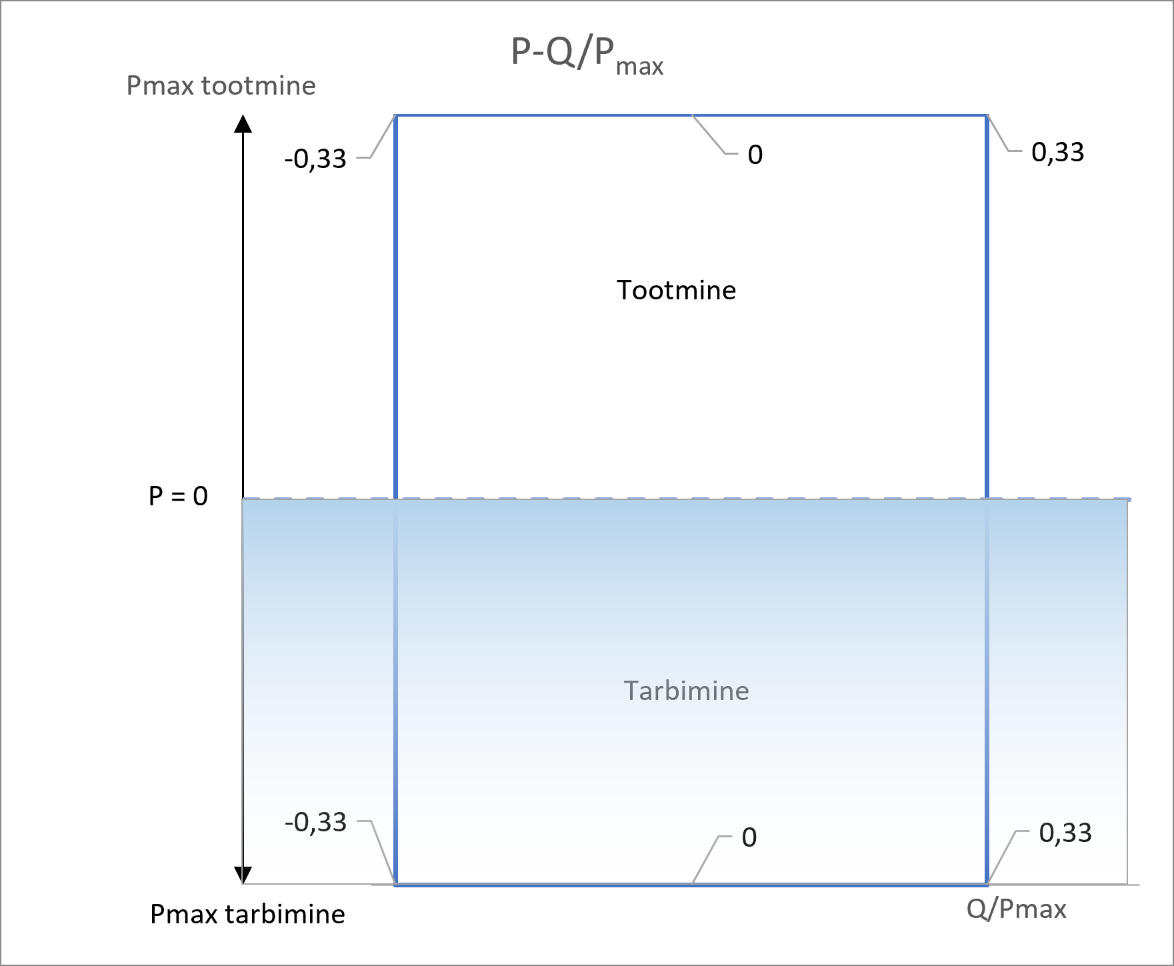 P-Q/Pmax
Pmax tootmine
-0,33
0
0,33
Tootmine
P = 0
Tarbimine
-0,33
0
0,33
Pmax tarbimine
Q/Pmax